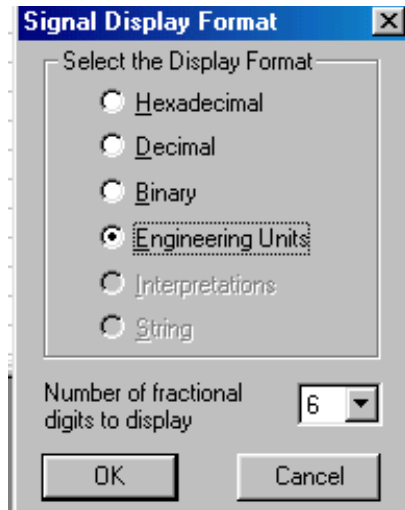 Signal Display Format
Select the Display Format
Hexadecimal
Decimal
Binary
Engineering Units
Interpretations
String
Number of fractional
digits to display
6
OK
Cancel